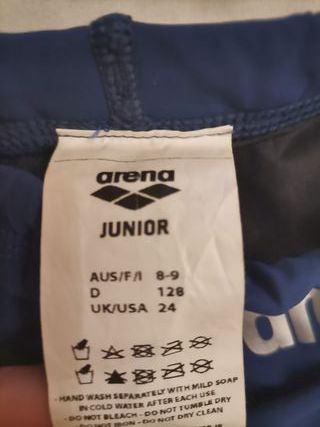 arena
JUNIOR
AUS/F/I 8-9
D 128
UK/USA 24
- HAND WASH SEPARATELY WITH MILD SOAP
IN COLD WATER AFTER EACH USE
- DO NOT BLEACH - DO NOT TUMBLE DRY
- DO NOT IRON - DO NOT DRY CLEAN